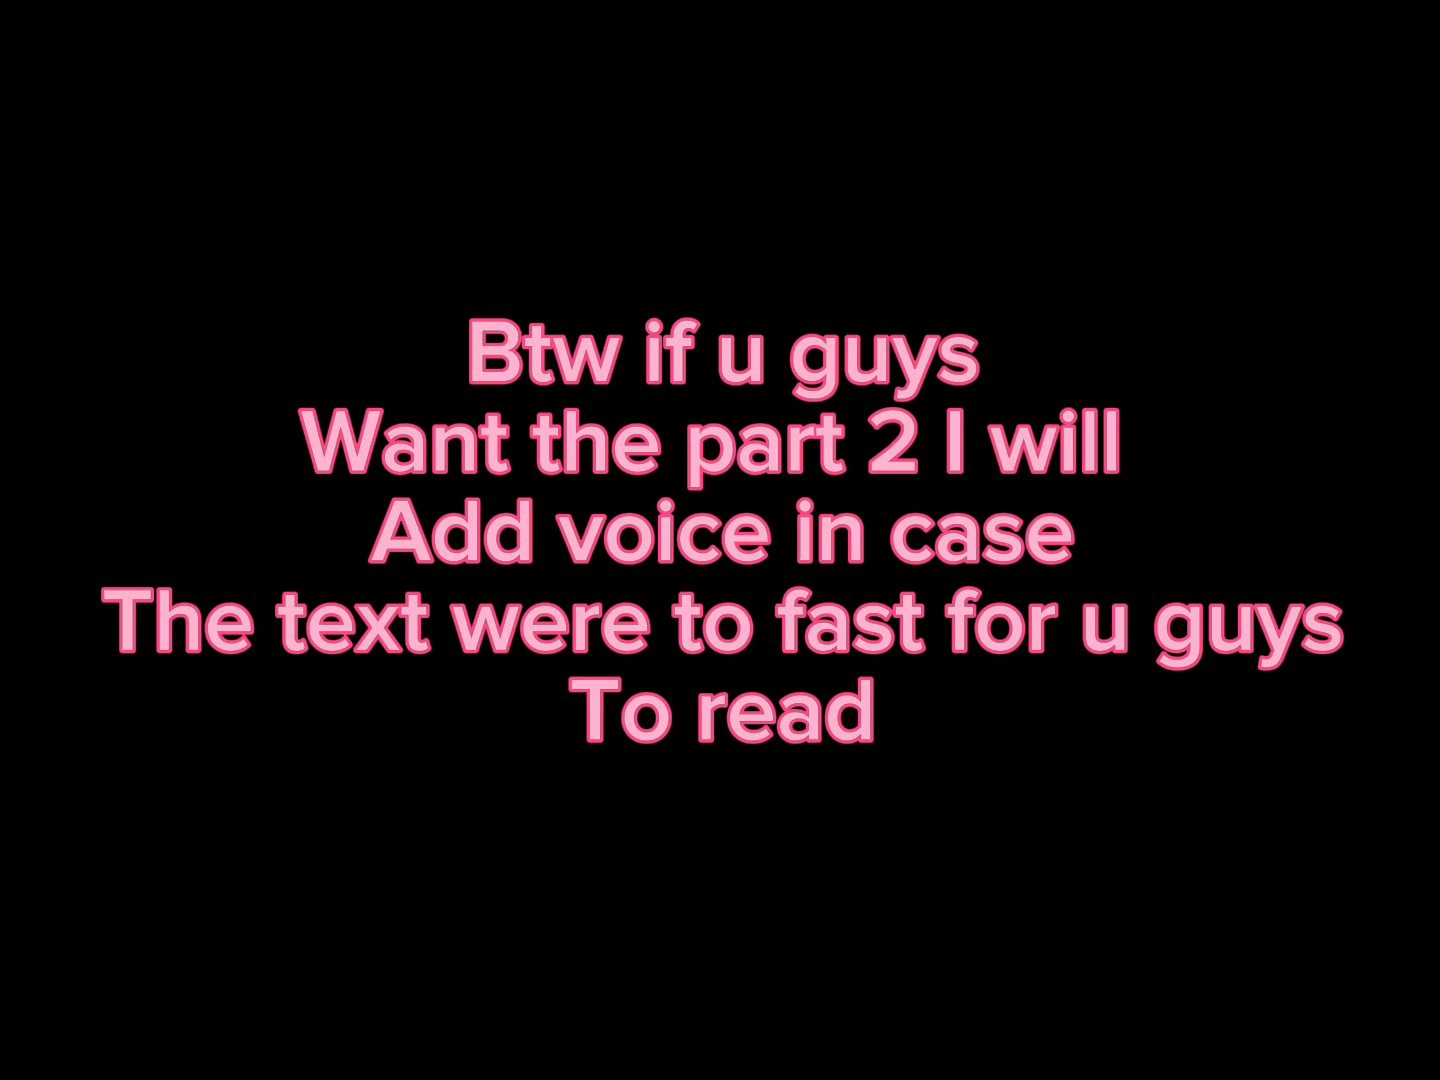 Btw if u guys
Want the part 2 I will
Add voice in case
The text were to fast for u guys
To read